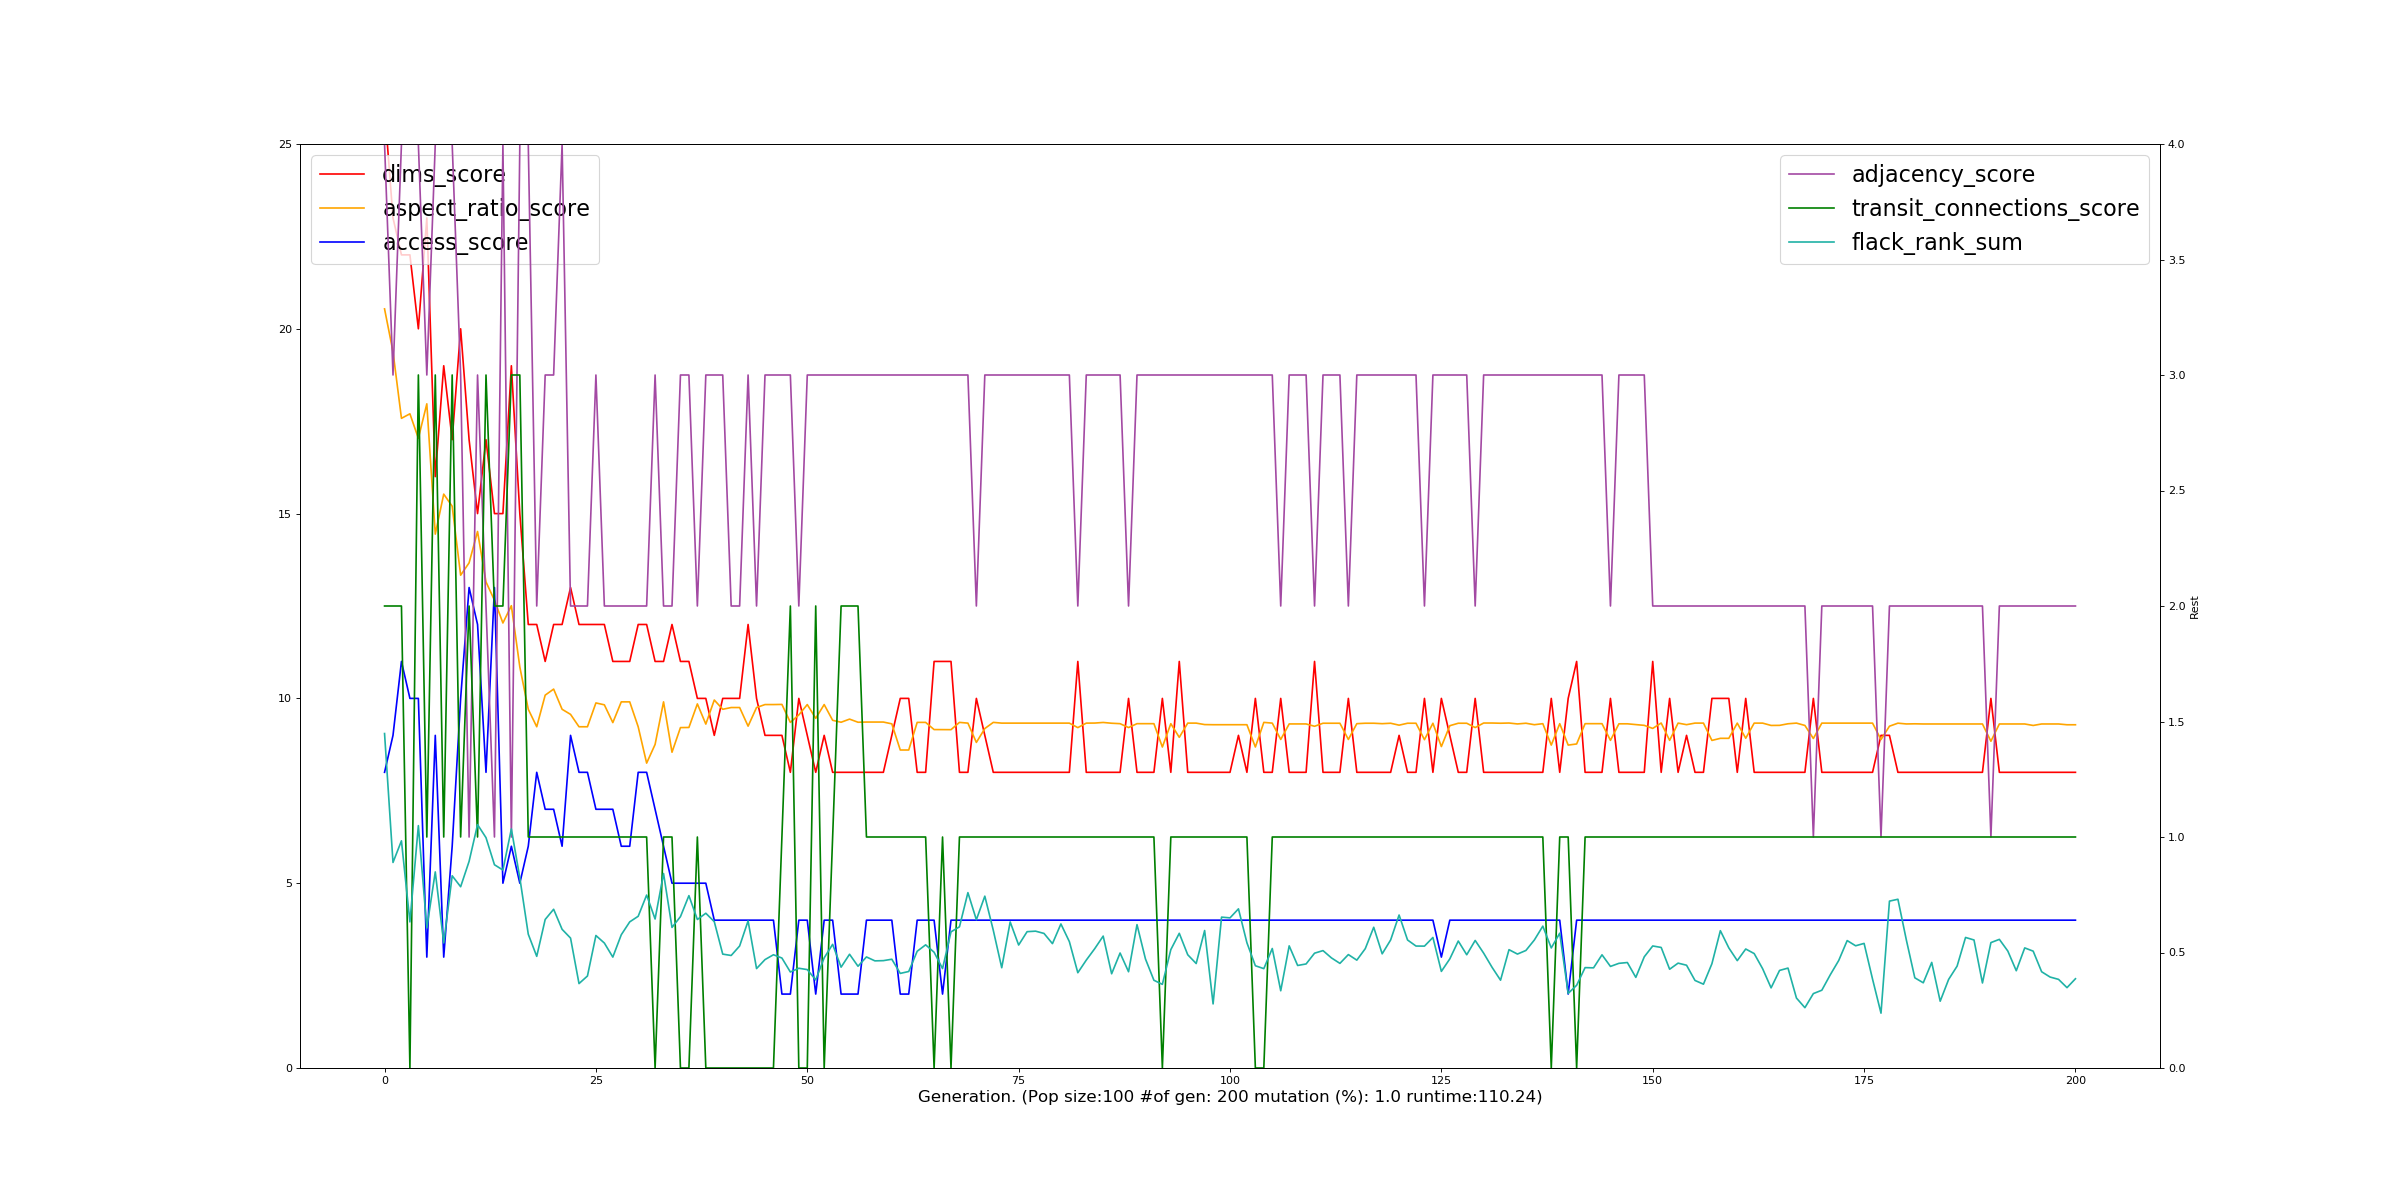 dims_score
aspect_ratio_score
access_score
adjacency_score
transit_connections_score
flack_rank_sum
25
20
15
10
5
0
4.0
3.5
3.0
2.5
2.0
1.5
1.0
0.5
0.0
Rest
0 25 50 75 100 125 150 175 200
Generation. (Pop size:100 #of gen: 200 mutation (%): 1.0 runtime:110.24)